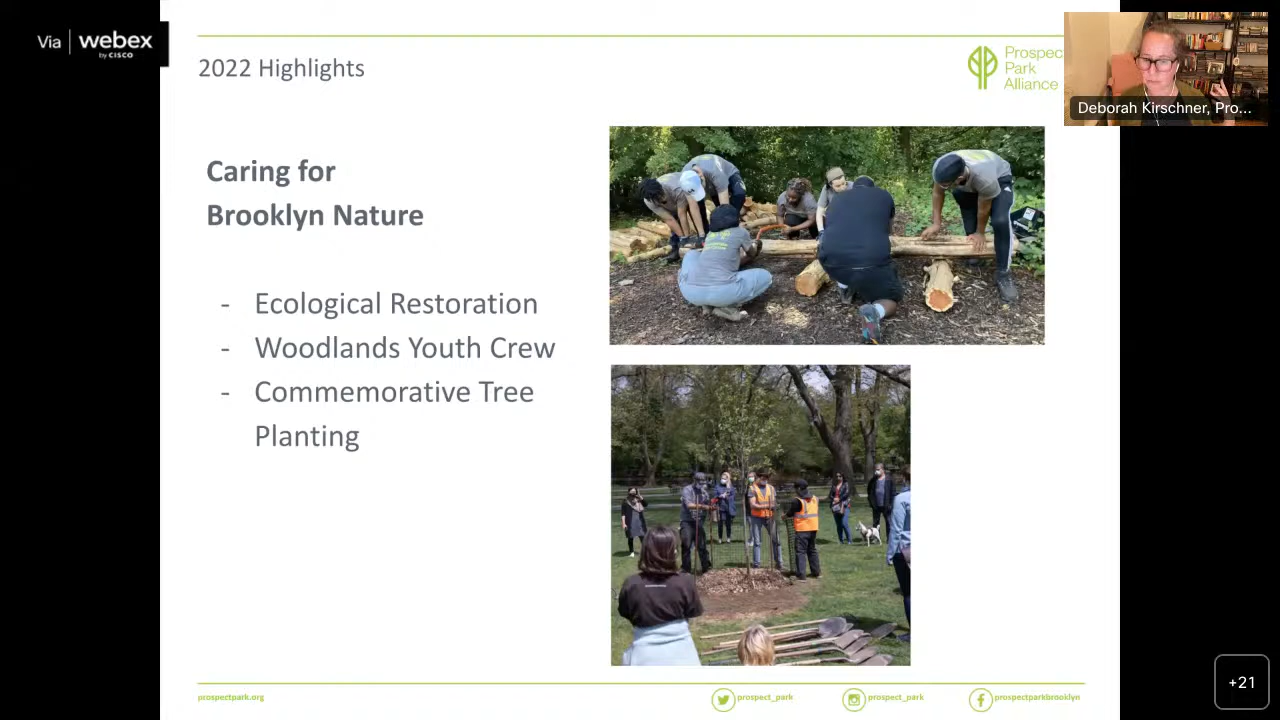 Via webex
by CISCO
2022 Highlights
Prospec
Park
Alliance
Deborah Kirschner, Pro...
Caring for
Brooklyn Nature
- Ecological Restoration
- Woodlands Youth Crew
- Commemorative Tree
Planting
prospectpark.org
prospect_park
prospect_park
prospectparkbrooklyn
+21